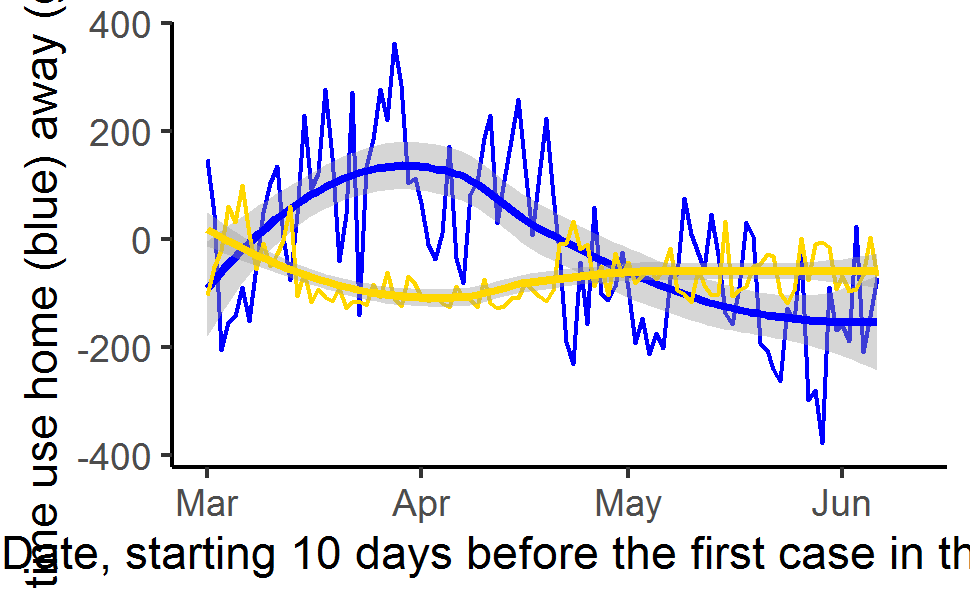 time use home (blue) away (
400
200
0
-200
-400
Mar Apr May Jun
Date, starting 10 days before the first case in th